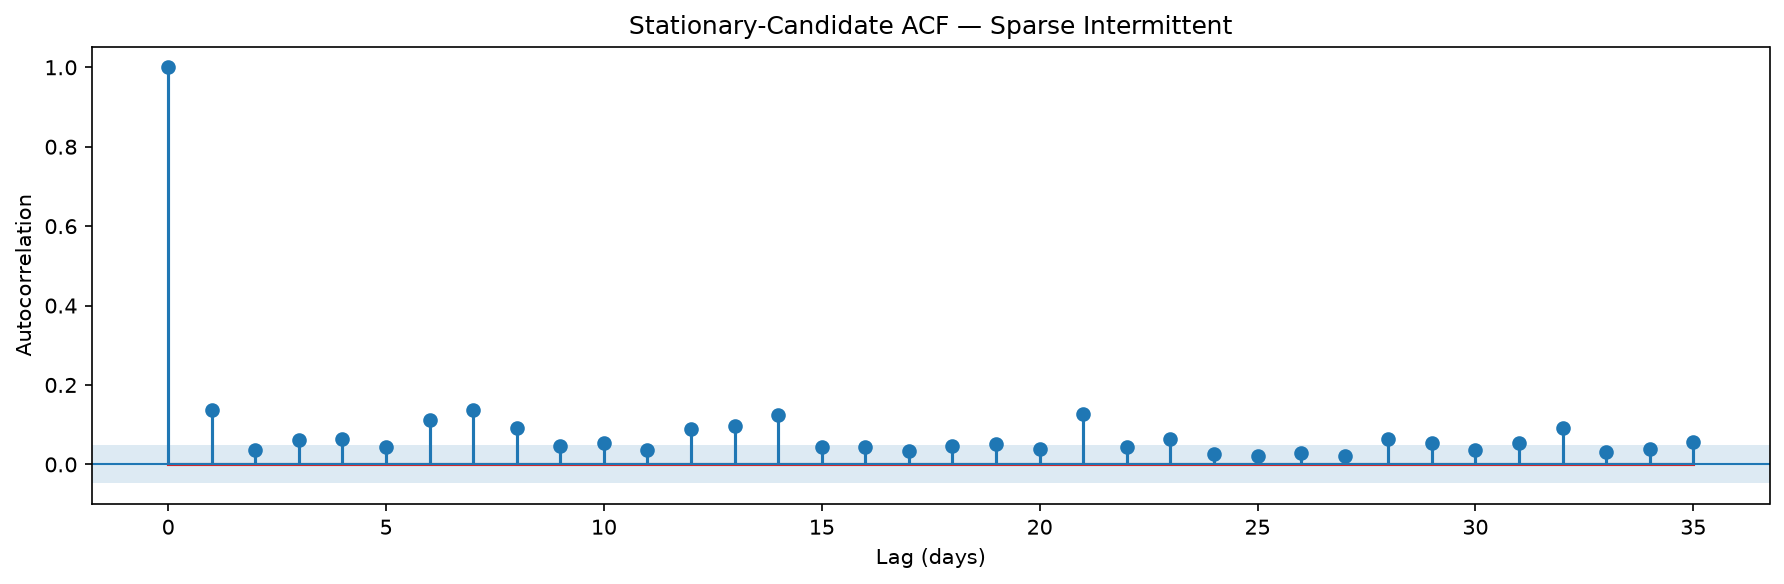 Stationary-Candidate ACF — Sparse Intermittent
Autocorrelation
1.0
0.8
0.6
0.4
0.2
0.0
0 5 10 15 20 25 30 35
Lag (days)